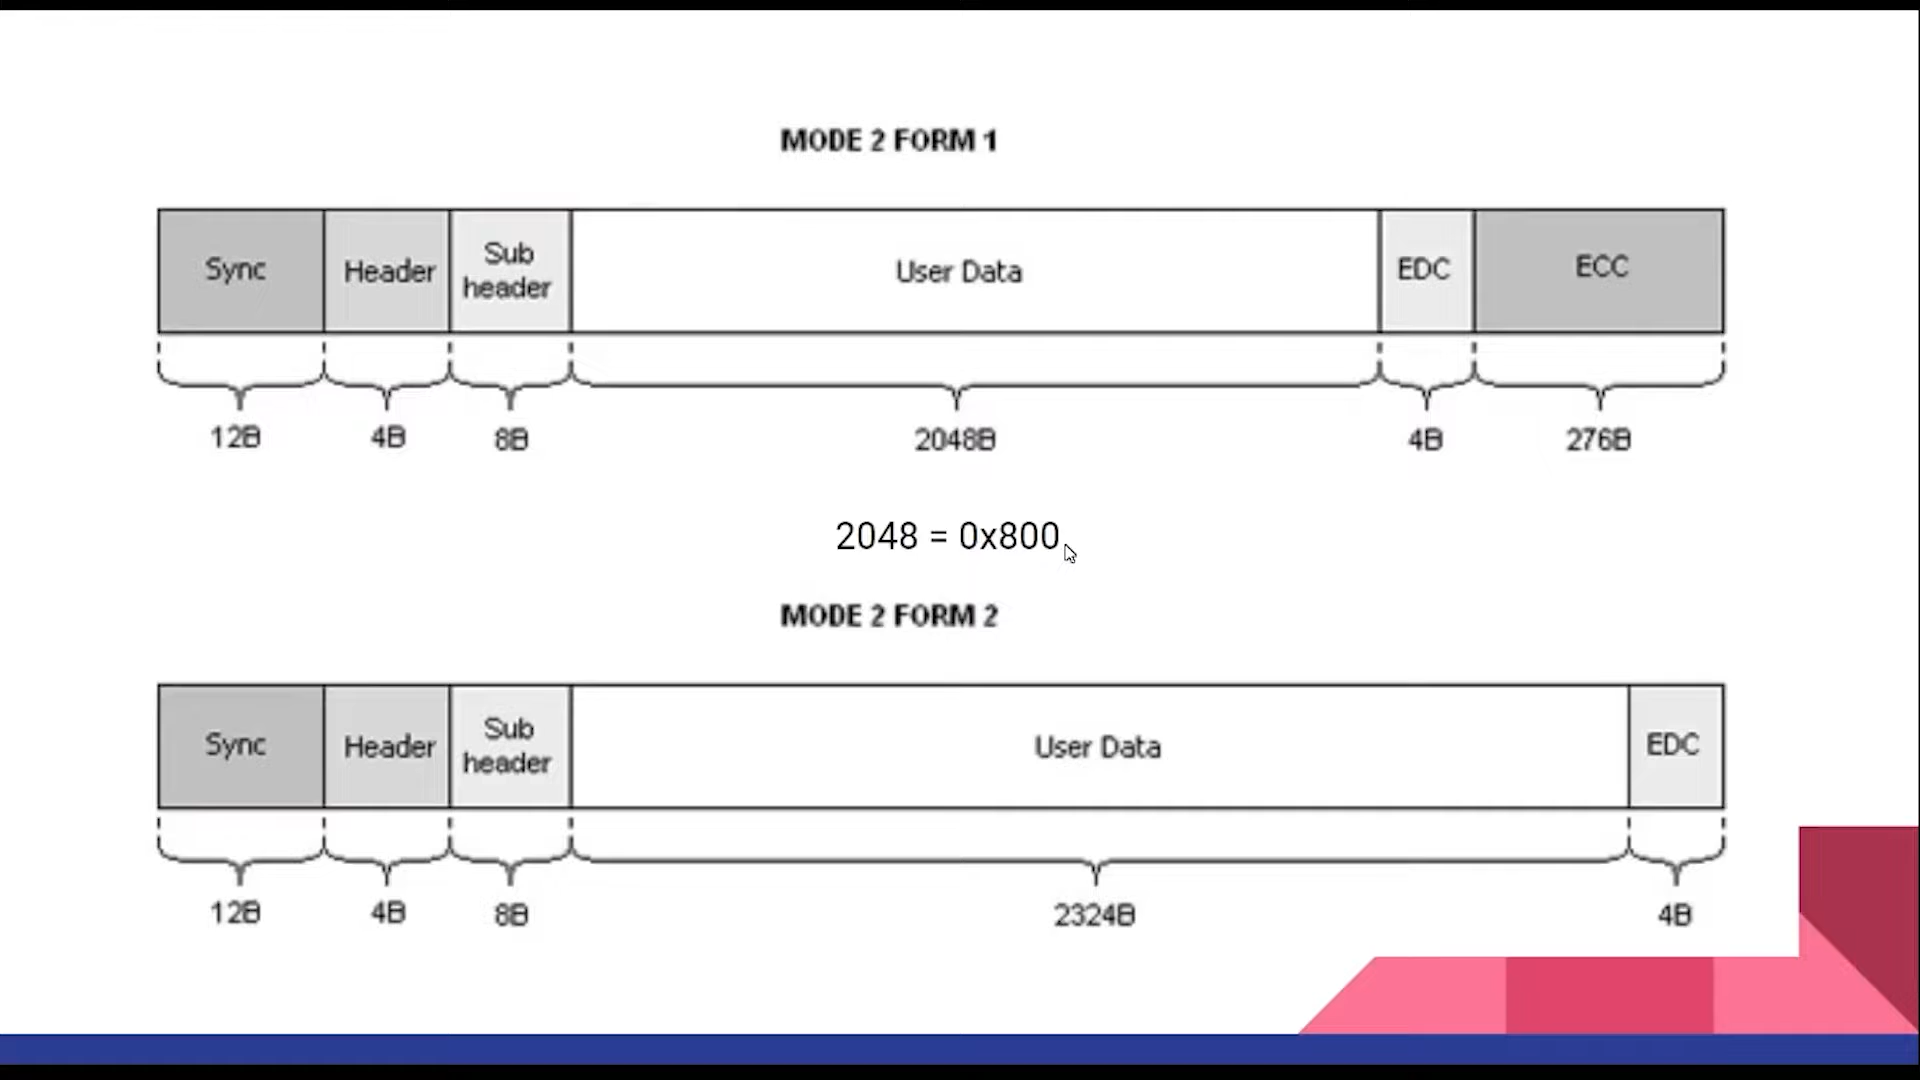 MODE 2 FORM 1
Sync Header Sub header User Data EDC ECC
12B 4B 8B 2048B 4B 276B
2048 = 0x800
MODE 2 FORM 2
Sync Header Sub header User Data EDC
12B 4B 8B 2324B 4B